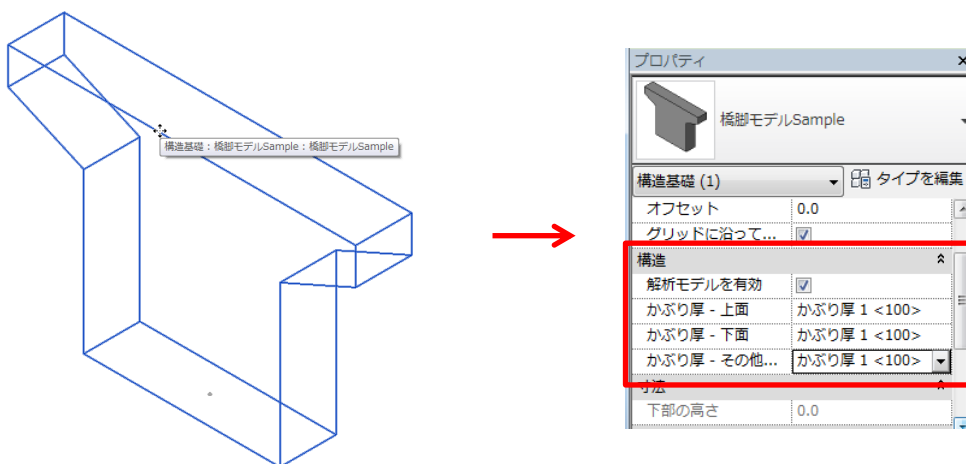 構造基礎 : 橋脚モデルSample : 橋脚モデルSample
プロパティ
橋脚モデルSample
構造基礎 (1) タイプを編集
オフセット 0.0
グリッドに沿って...
構造
解析モデルを有効
かぶり厚 - 上面 かぶり厚 1 <100>
かぶり厚 - 下面 かぶり厚 1 <100>
かぶり厚 - その他... かぶり厚 1 <100>
寸法
下部の高さ 0.0